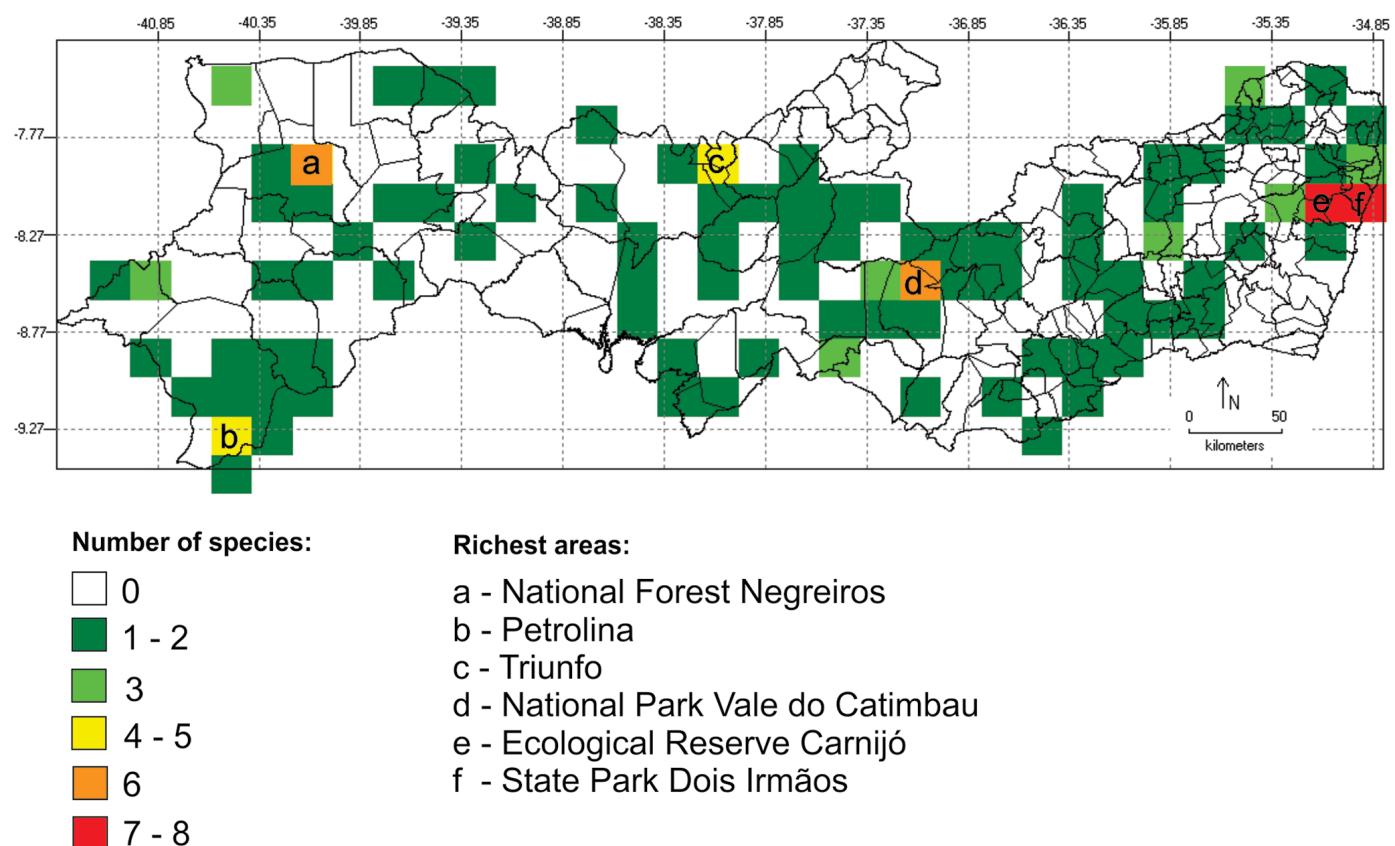 -40.85 -40.35 -39.85 -39.35 -38.85 -38.35 -37.85 -37.35 -36.85 -36.35 -35.85 -35.35 -34.85
-7.77
a
c
e f
-8.27
d
-8.77
N
0 50
kilometers
-9.27
b
Number of species:
0
1 - 2
3
4 - 5
6
7 - 8
Richest areas:
a - National Forest Negreiros
b - Petrolina
c - Triunfo
d - National Park Vale do Catimbau
e - Ecological Reserve Carnijó
f - State Park Dois Irmãos